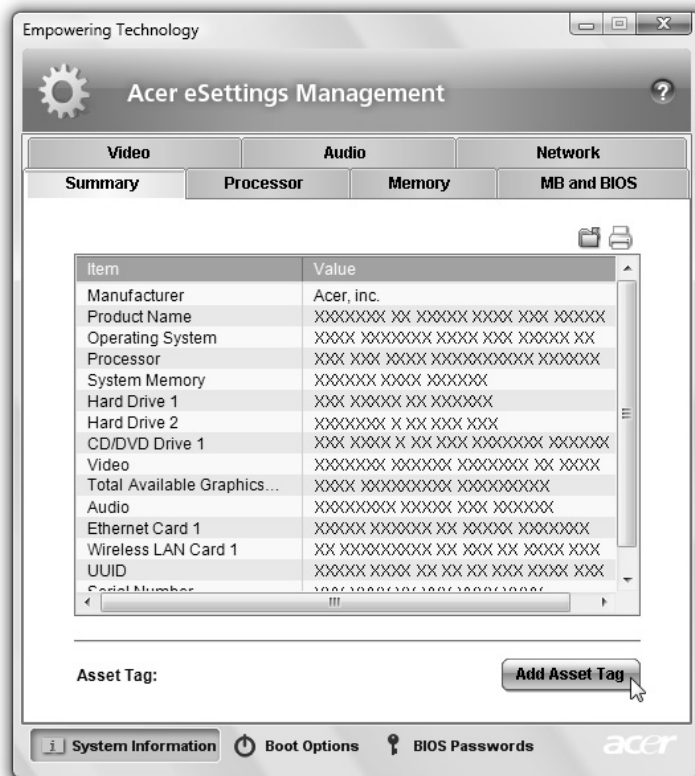 Empowering Technology
Acer eSettings Management
Video Audio Network
Summary Processor Memory MB and BIOS
Item Value
Manufacturer Acer, inc.
Product Name XXXXXXX XX XXXXX XXXX XXX XXXXX
Operating System XXXX XXXXXXX XXXX XXX XXXXX XX
Processor XXX XXX XXXX XXXXXXXXXX XXXXXX
System Memory XXXXXX XXXX XXXXXX
Hard Drive 1 XXX XXXXX XX XXXXXX
Hard Drive 2 XXXXXX X XX XXX XXX
CD/DVD Drive 1 XXX XXXX X XX XXX XXXXXXX XXXXXX
Video XXXXXXX XXXXXX XXXXXXX XX XXXX
Total Available Graphics... XXXX XXXXXXXXX XXXXXXXXX
Audio XXXXXXXX XXXXX XXX XXXXXX
Ethernet Card 1 XXXXX XXXXXX XX XXXXX XXXXXXX
Wireless LAN Card 1 XX XXXXXXXXX XX XXX XX XXXX XXX
UUID XXXXX XXXX XX XX XX XXX XXXX XXX
Serial Number
Asset Tag: Add Asset Tag
System Information Boot Options BIOS Passwords acer